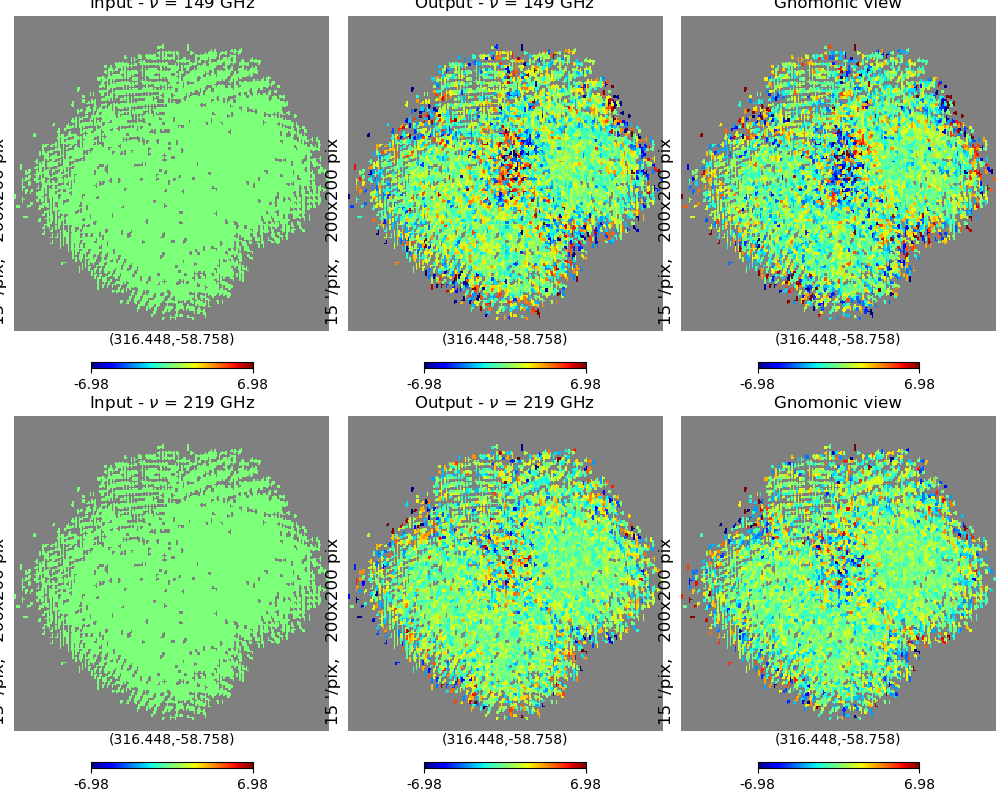 Input - ν = 149 GHz
Output - ν = 149 GHz
Gnomonic view
15 '/pix, 200x200 pix
15 '/pix, 200x200 pix
15 '/pix, 200x200 pix
(316.448,-58.758)
(316.448,-58.758)
(316.448,-58.758)
-6.98 6.98
-6.98 6.98
-6.98 6.98
Input - ν = 219 GHz
Output - ν = 219 GHz
Gnomonic view
15 '/pix, 200x200 pix
15 '/pix, 200x200 pix
15 '/pix, 200x200 pix
(316.448,-58.758)
(316.448,-58.758)
(316.448,-58.758)
-6.98 6.98
-6.98 6.98
-6.98 6.98